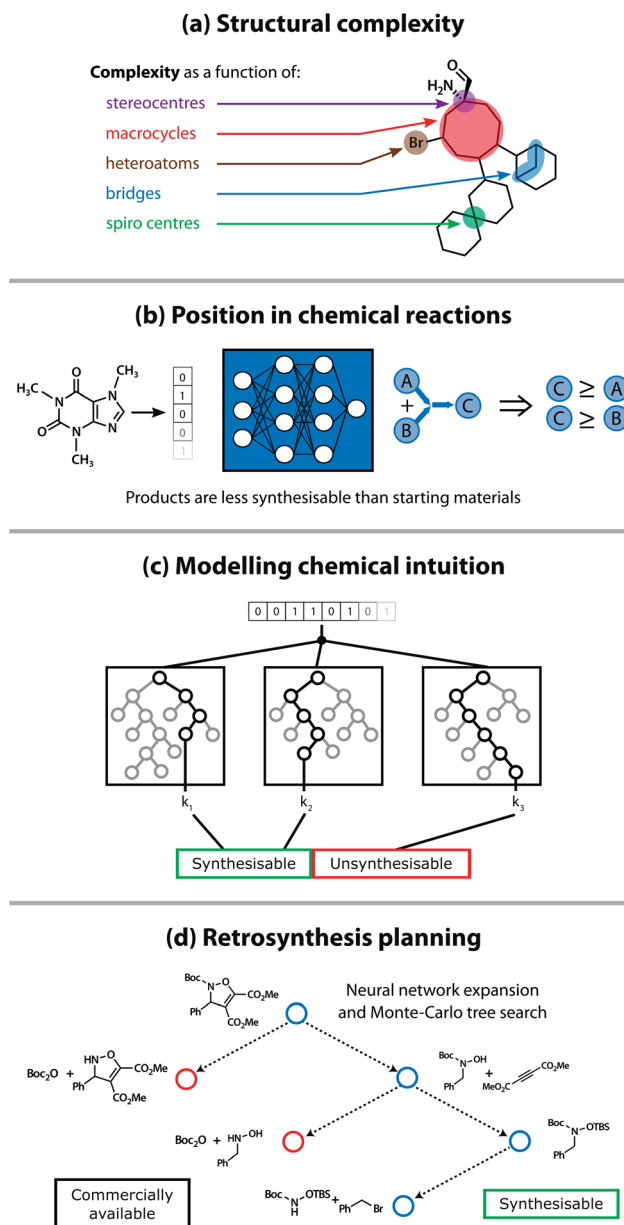 (a) Structural complexity
Complexity as a function of:
stereocentres
macrocycles
heteroatoms
bridges
spiro centres
O
H₂N
Br
(b) Position in chemical reactions
O
CH₃
H₃C
N
N
O
N
N
CH₃
0
1
0
0
1
A
+
B
C
⇒
C ≥ A
C ≥ B
Products are less synthesisable than starting materials
(c) Modelling chemical intuition
0 0 1 1 0 1 0 1
k₁
k₂
k₃
Synthesisable
Unsynthesisable
(d) Retrosynthesis planning
Boc
N
O
CO₂Me
Ph
CO₂Me
Neural network expansion
and Monte-Carlo tree search
Boc₂O +
HN
O
CO₂Me
Ph
CO₂Me
Boc
N
OH
Ph
+
CO₂Me
MeO₂C
Boc₂O +
HN
OH
Ph
Boc
N
OTBS
Ph
Boc
N
H
OTBS
+
Ph
Br
Commercially
available
Synthesisable